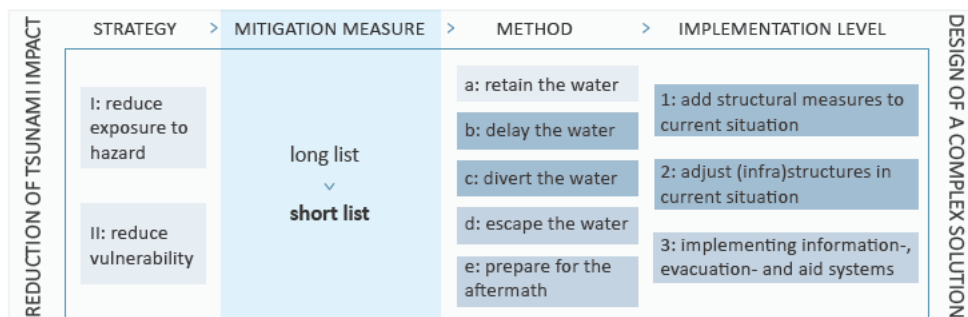 REDUCTION OF TSUNAMI IMPACT
STRATEGY > MITIGATION MEASURE > METHOD > IMPLEMENTATION LEVEL
I: reduce
exposure to
hazard
II: reduce
vulnerability
long list
short list
a: retain the water
b: delay the water
c: divert the water
d: escape the water
e: prepare for the
aftermath
1: add structural measures to
current situation
2: adjust (infra)structures in
current situation
3: implementing information-,
evacuation- and aid systems
DESIGN OF A COMPLEX SOLUTION